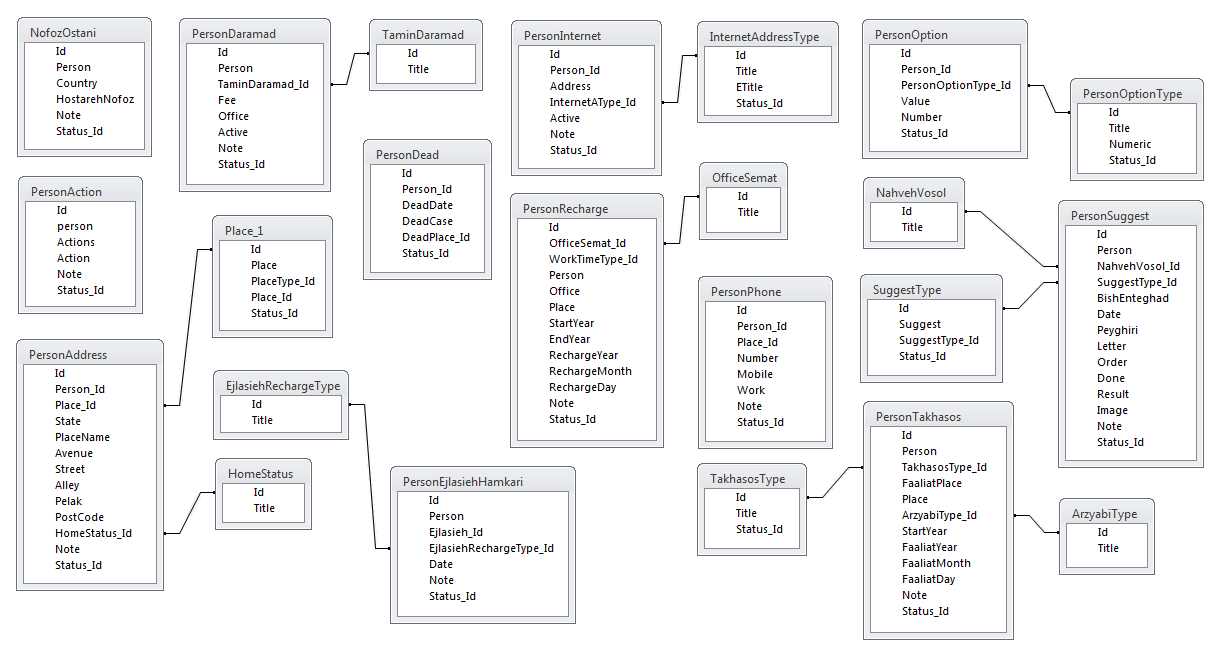 NofozOstani
Id
Person
Country
HostarehNofoz
Note
Status_Id
PersonDaramad
Id
Person
TaminDaramad_Id
Fee
Office
Active
Note
Status_Id
TaminDaramad
Id
Title
PersonInternet
Id
Person_Id
Address
InternetAType_Id
Active
Note
Status_Id
InternetAddressType
Id
Title
ETitle
Status_Id
PersonOption
Id
Person_Id
PersonOptionType_Id
Value
Number
Status_Id
PersonOptionType
Id
Title
Numeric
Status_Id
PersonAction
Id
person
Actions
Action
Note
Status_Id
Place_1
Id
Place
PlaceType_Id
Place_Id
Status_Id
PersonDead
Id
Person_Id
DeadDate
DeadCase
DeadPlace_Id
Status_Id
PersonRecharge
Id
OfficeSemat_Id
WorkTimeType_Id
Person
Office
Place
StartYear
EndYear
RechargeYear
RechargeMonth
RechargeDay
Note
Status_Id
OfficeSemat
Id
Title
NahvehVosol
Id
Title
PersonSuggest
Id
Person
NahvehVosol_Id
SuggestType_Id
BishEnteghad
Date
Peyghiri
Letter
Order
Done
Result
Image
Note
Status_Id
PersonPhone
Id
Person_Id
Place_Id
Number
Mobile
Work
Note
Status_Id
SuggestType
Id
Suggest
SuggestType_Id
Status_Id
PersonAddress
Id
Person_Id
Place_Id
State
PlaceName
Avenue
Street
Alley
Pelak
PostCode
HomeStatus_Id
Note
Status_Id
EjlasiehRechargeType
Id
Title
HomeStatus
Id
Title
PersonEjlasiehHamkari
Id
Person
Ejlasieh_Id
EjlasiehRechargeType_Id
Date
Note
Status_Id
TakhasosType
Id
Title
Status_Id
PersonTakhasos
Id
Person
TakhasosType_Id
FaaliatPlace
Place
ArzyabiType_Id
StartYear
FaaliatYear
FaaliatMonth
FaaliatDay
Note
Status_Id
ArzyabiType
Id
Title